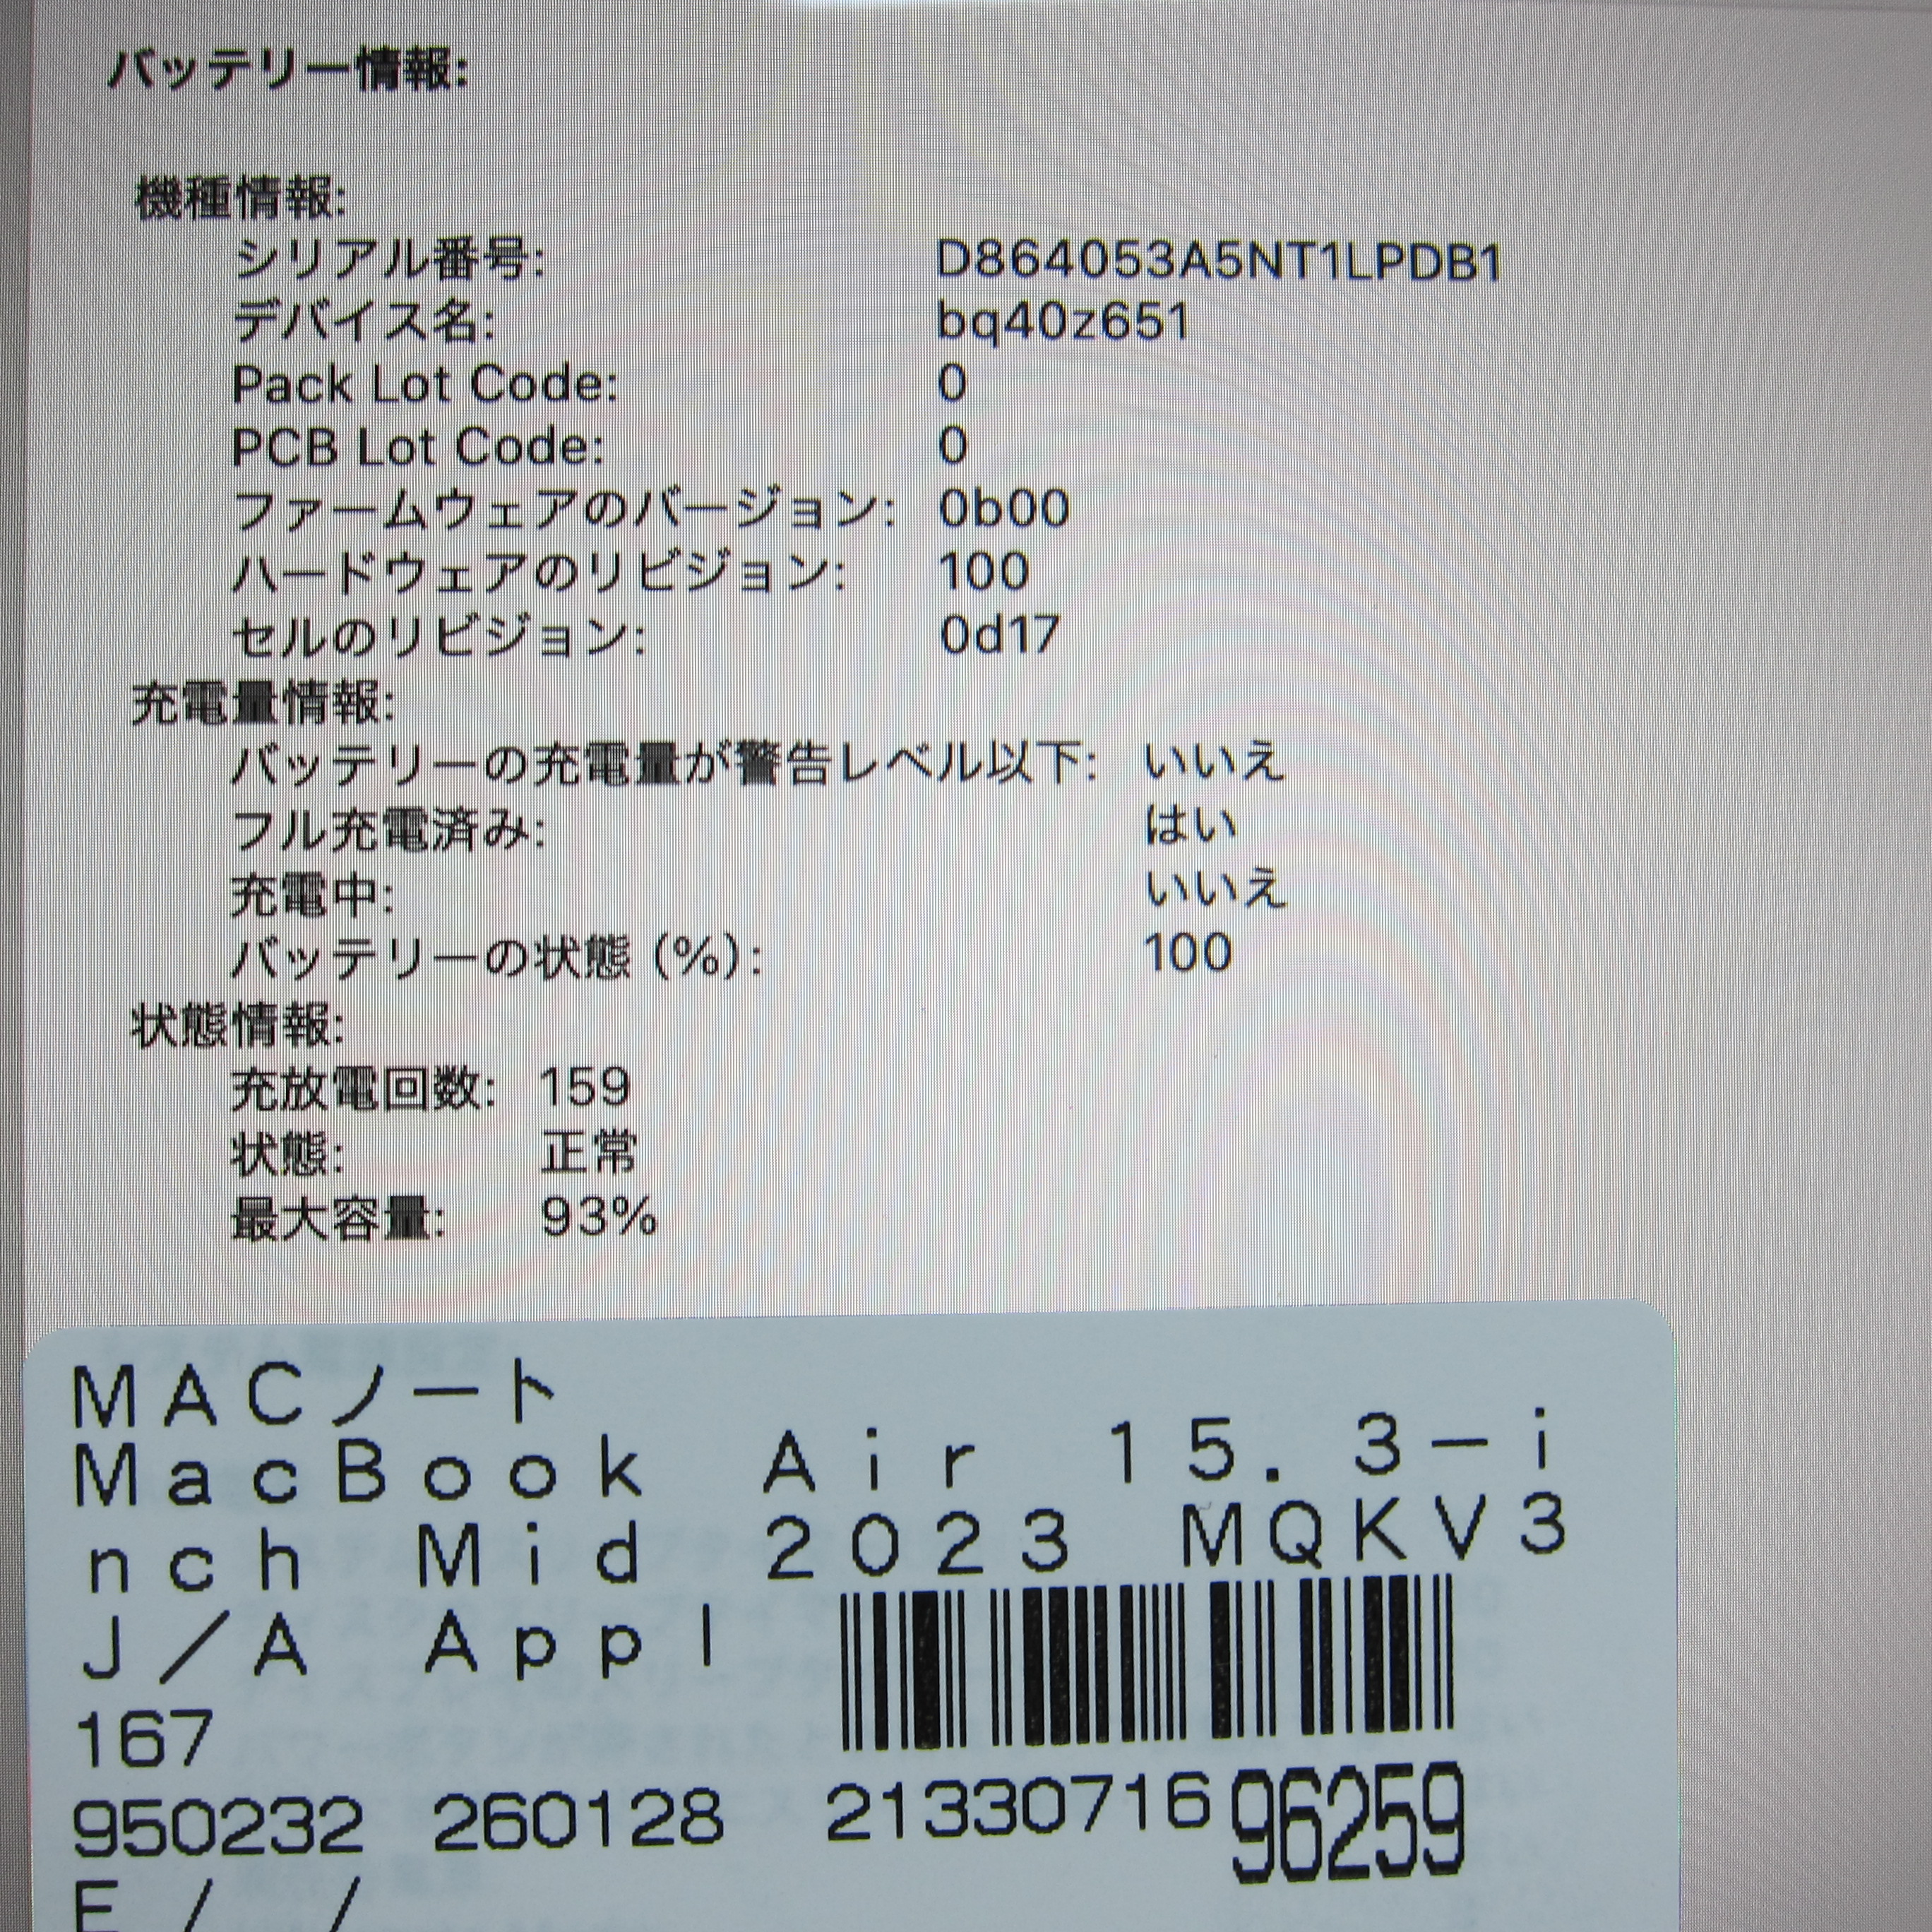 バッテリー情報:
機種情報:
シリアル番号: D864053A5NT1LPDB1
デバイス名: bq40z651
Pack Lot Code: 0
PCB Lot Code: 0
ファームウェアのバージョン: 0b00
ハードウェアのリビジョン: 100
セルのリビジョン: 0d17
充電量情報:
バッテリーの充電量が警告レベル以下: いいえ
フル充電済み: はい
充電中: いいえ
バッテリーの状態 (%): 100
状態情報:
充放電回数: 159
状態: 正常
最大容量: 93%
MACノート
MacBook Air 15.3-i
nch Mid 2023 MQKV3
J/A Appl
167
950232 260128 21330716 96259
E / /